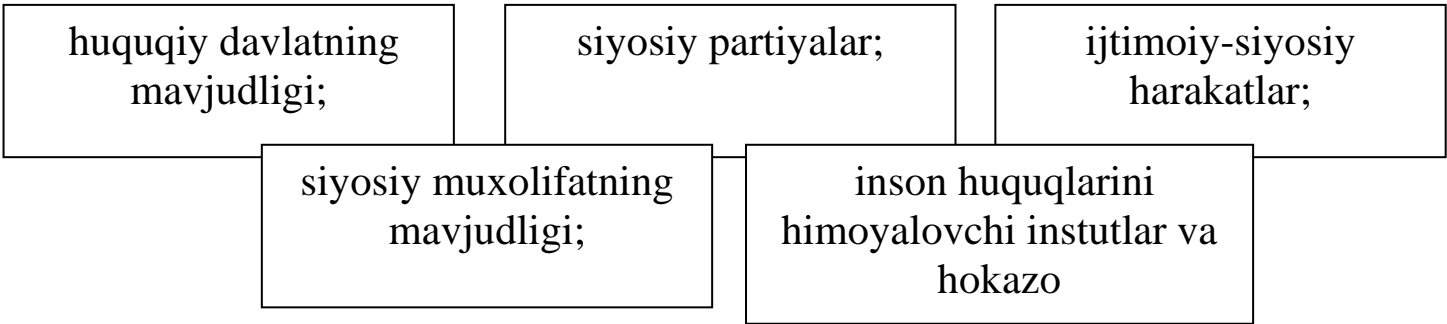 huquqiy davlatning
mavjudligi;
siyosiy partiyalar;
ijtimoiy-siyosiy
harakatlar;
siyosiy muxolifatning
mavjudligi;
inson huquqlarini
himoyalovchi instutlar va
hokazo